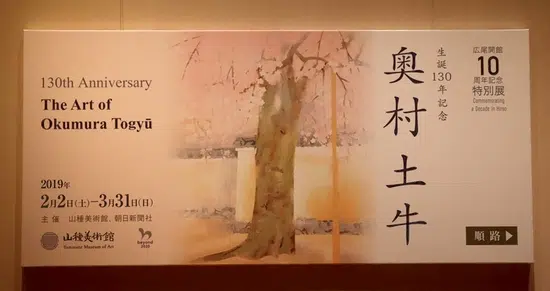 130th Anniversary
The Art of
Okumura Togyū
2019年
2月2日(土)–3月31日(日)
主催 山種美術館、朝日新聞社
山種美術館
Yamatane Museum of Art
beyond
2020
生誕130年記念
奥村土牛
広尾開館
10
周年記念
特別展
Commemorating
a Decade in Hiroo
順路▶